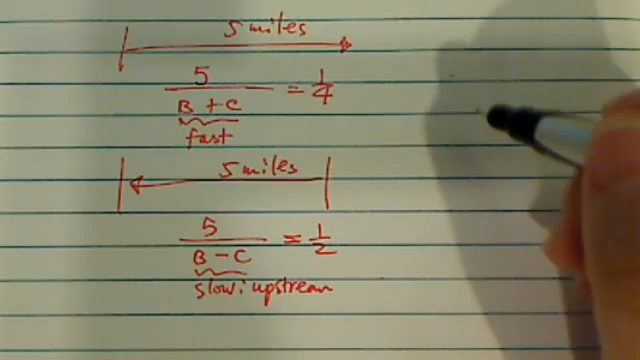 5 miles
5 / B + C = 1/4
fast
5 miles
5 / B - C = 1/2
slow: upstream